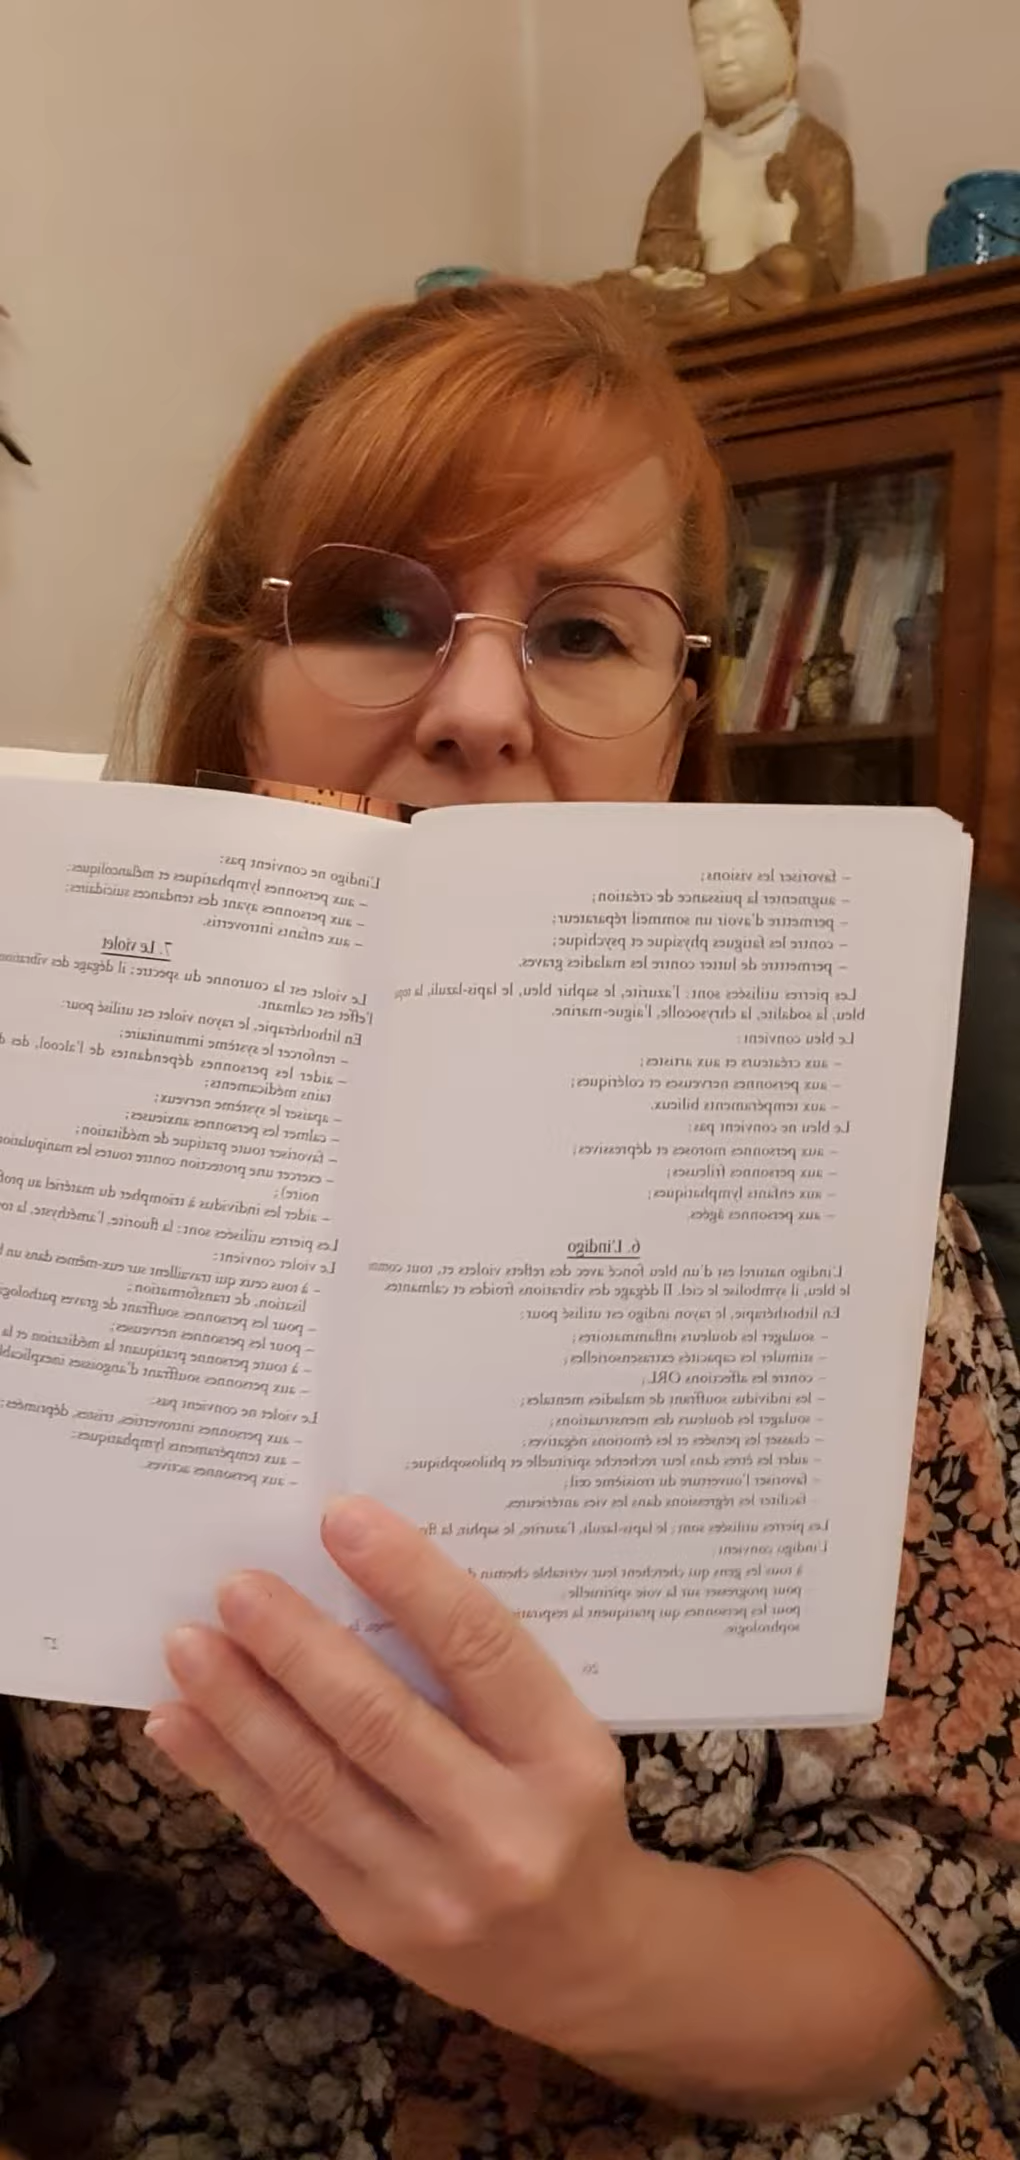 – favoriser les visions;
– augmenter la puissance de création;
– permettre d'avoir un sommeil réparateur;
– contre les fatigues physique et psychique;
– permettre de lutter contre les maladies graves.
Les pierres utilisées sont: l'azurite, le saphir bleu, le lapis-lazuli, la
bleu, la sodalite, la chrysocolle, l'aigue-marine.
Le bleu convient:
– aux créateurs et aux artistes;
– aux personnes nerveuses et colériques;
– aux tempéraments bilieux.
Le bleu ne convient pas:
– aux personnes moroses et dépressives;
– aux personnes frileuses;
– aux enfants lymphatiques;
– aux personnes âgées.
6. L'indigo
L'indigo naturel est d'un bleu foncé avec des reflets violets et, tout comme
le bleu, il symbolise le ciel. Il dégage des vibrations froides et calmantes
En lithothérapie, le rayon indigo est utilisé pour:
– soulager les douleurs inflammatoires;
– stimuler les capacités extrasensorielles;
– contre les affections ORL;
– les individus souffrant de maladies mentales;
– soulager les douleurs des menstruations;
– chasser les pensées et les émotions négatives;
– aider les êtres dans leur recherche spirituelle et philosophique;
– favoriser l'ouverture du troisième œil;
– faciliter les régressions dans les vies antérieures.
Les pierres utilisées sont: le lapis-lazuli, l'azurite, le saphir, la
L'indigo convient:
à tous les gens qui cherchent leur véritable chemin
pour progresser sur la voie spirituelle
pour les personnes qui pratiquent la
sophrologie.
26
L'indigo ne convient pas:
– aux personnes lymphatiques et mélancoliques;
– aux personnes ayant des tendances suicidaires;
– aux enfants introvertis.
7. Le violet
Le violet est la couronne du spectre; il dégage des
l'effet est calmant.
En lithothérapie, le rayon violet est utilisé pour:
– renforcer le système immunitaire;
– aider les personnes dépendantes de l'alcool, des
tains médicaments;
– apaiser le système nerveux;
– calmer les personnes anxieuses;
– favoriser toute pratique de méditation;
– exercer une protection contre toutes les
noire);
– aider les individus à triompher du matériel au
Les pierres utilisées sont: la fluorite, l'améthyste, la
Le violet convient:
– à tous ceux qui travaillent sur eux-mêmes dans un
lisation, de transformation;
– pour les personnes souffrant de graves
– pour les personnes nerveuses;
– à toute personne pratiquant la méditation et la
– aux personnes souffrant d'angoisses
Le violet ne convient pas:
– aux personnes introverties, tristes, déprimées;
– aux tempéraments lymphatiques;
– aux personnes actives.
27